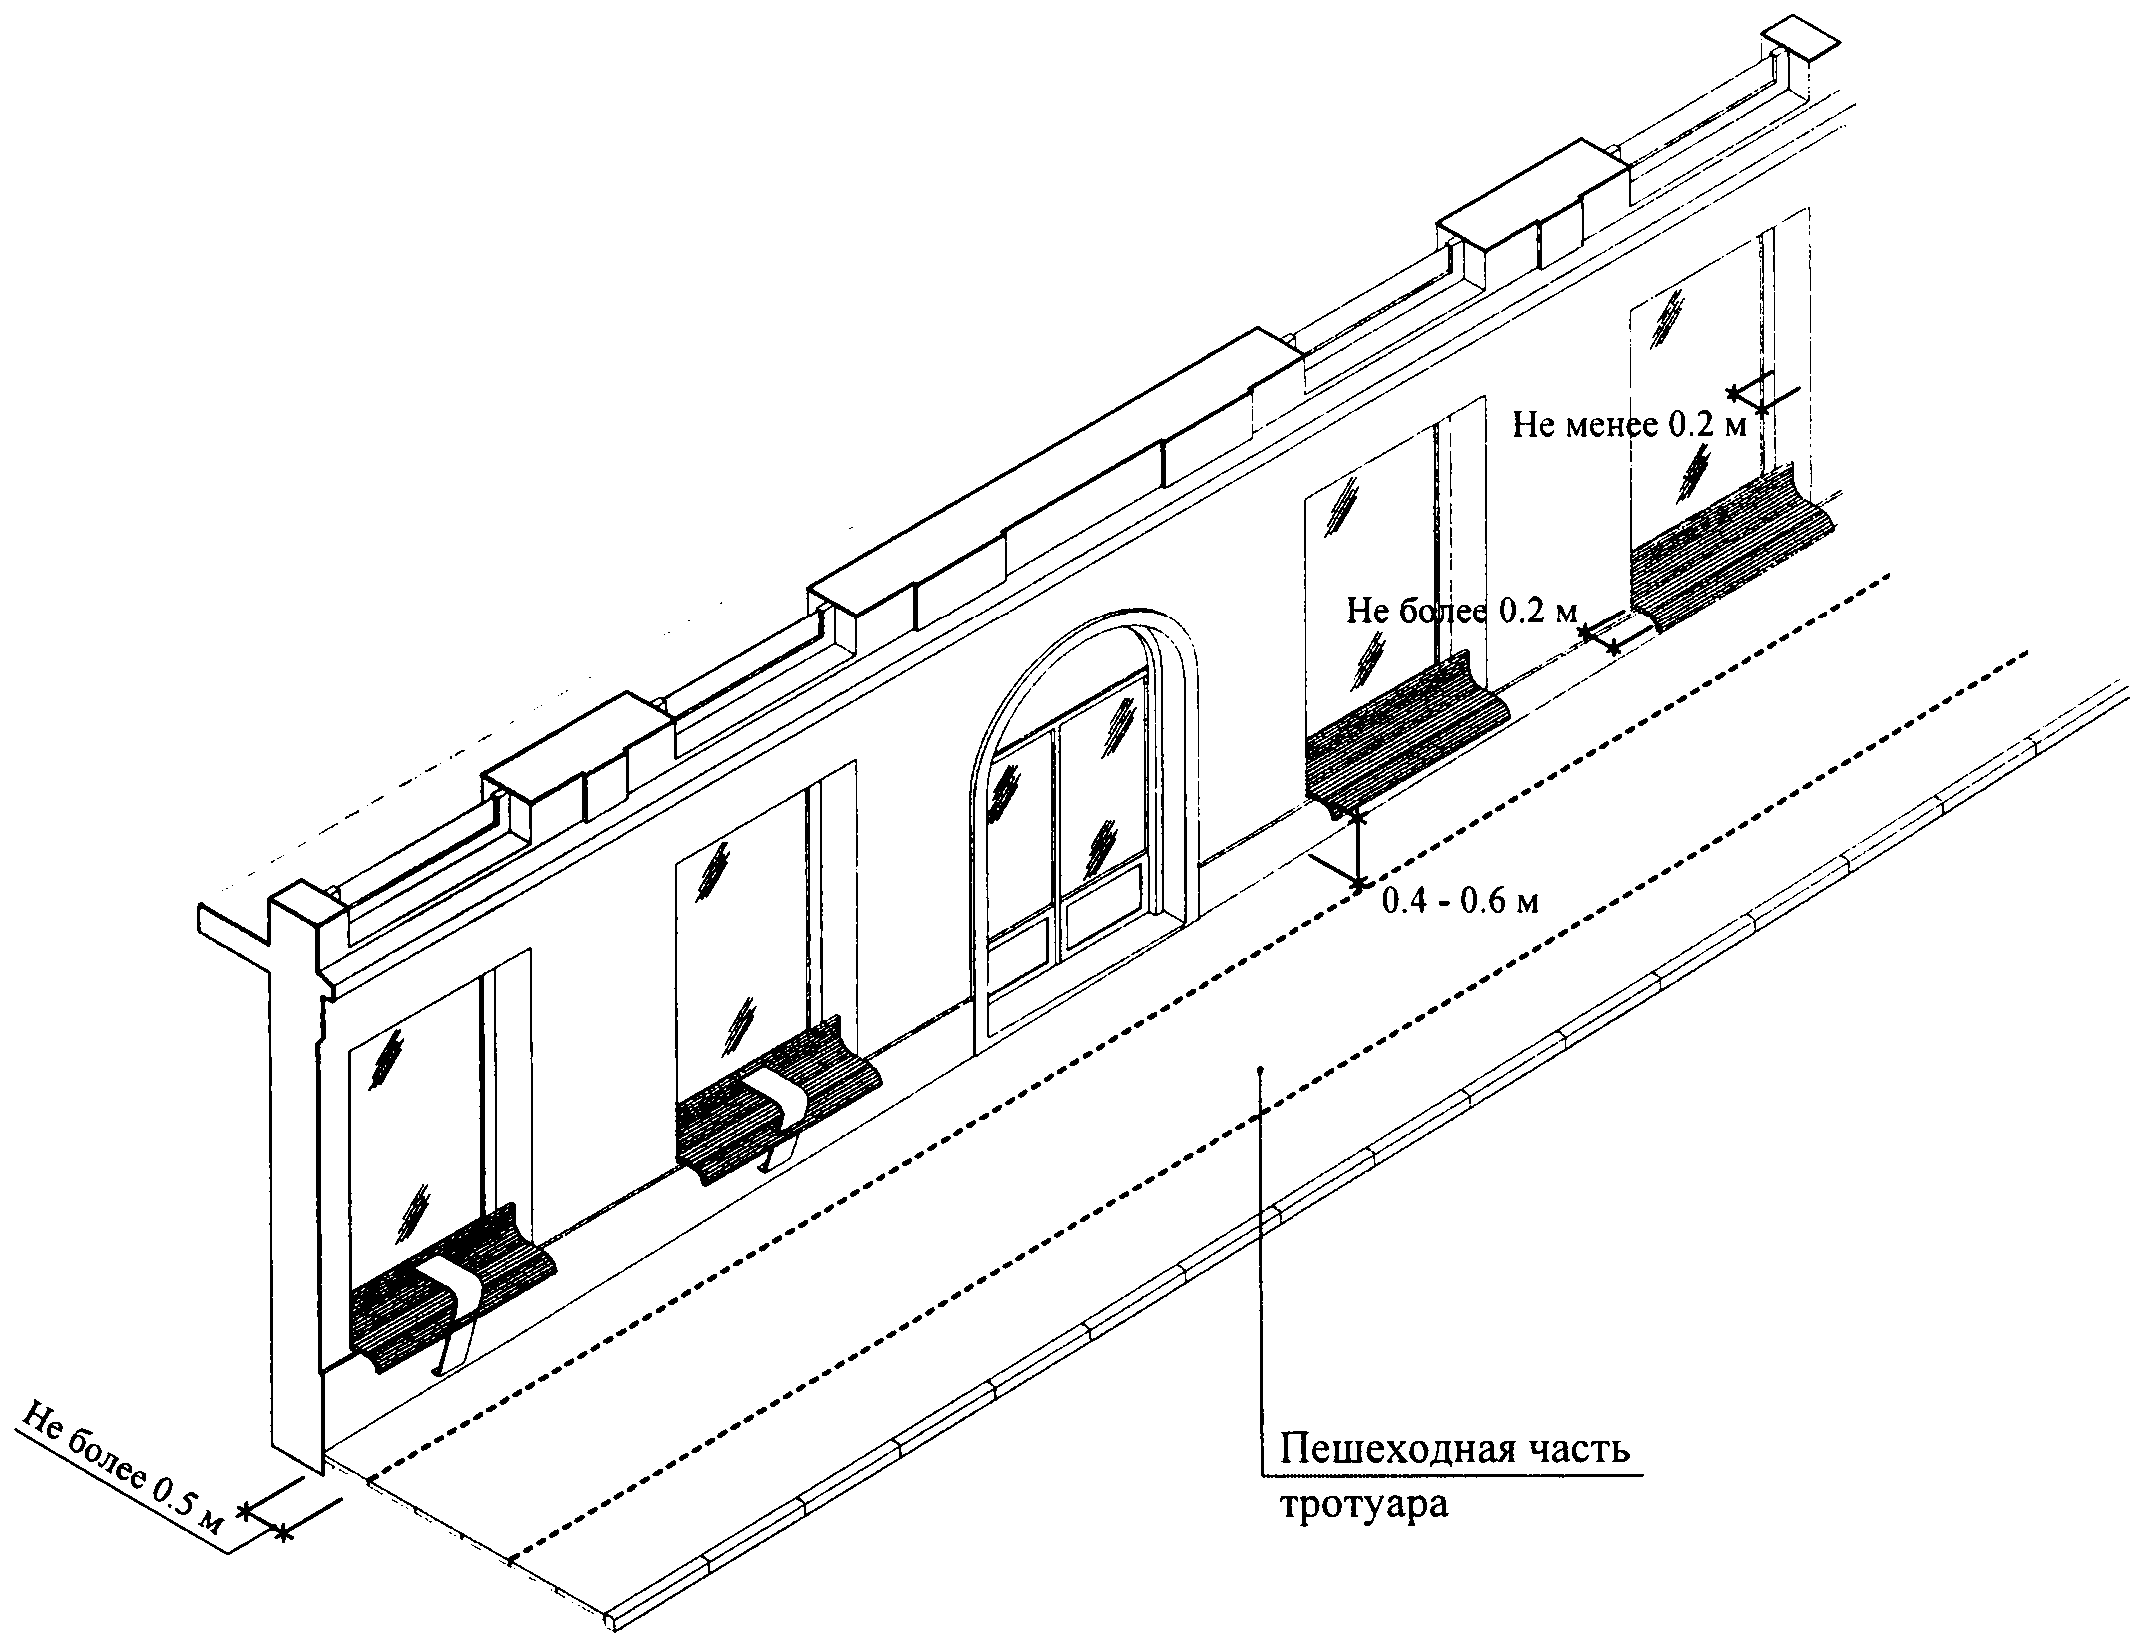 Не менее 0.2 м
Не более 0.2 м
0.4 - 0.6 м
Не более 0.5 м
Пешеходная часть
тротуара